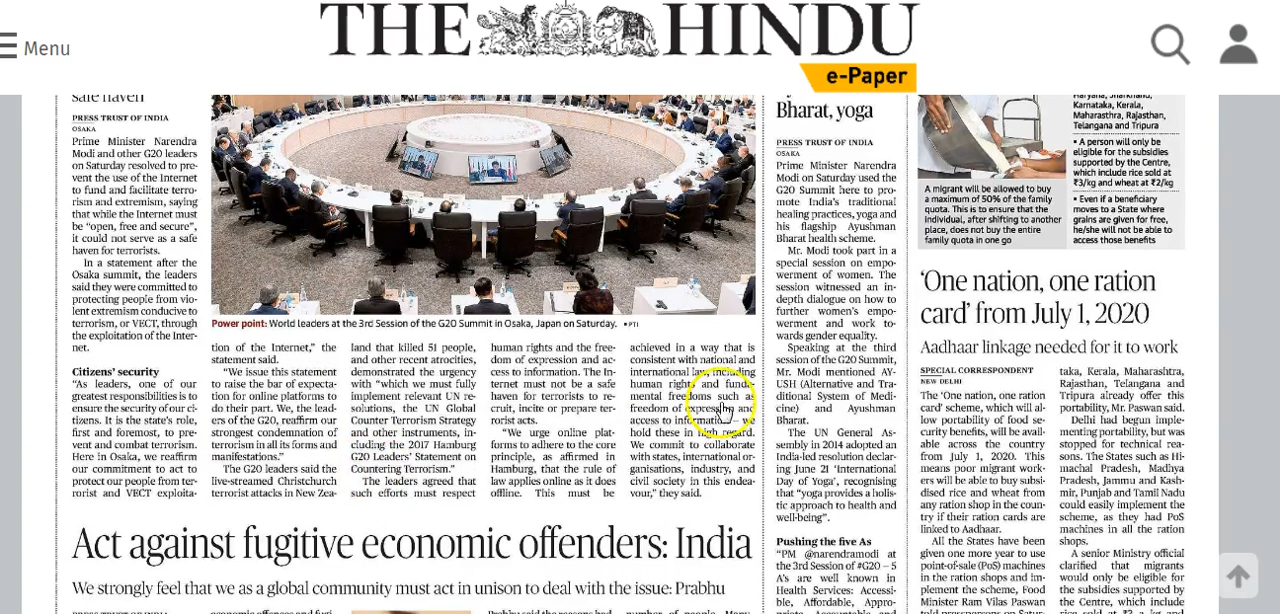 THE HINDU
Menu
e-Paper
safe haven
PRESS TRUST OF INDIA
OSAKA
Prime Minister Narendra
Modi and other G20 leaders
on Saturday resolved to pre-
vent the use of the Internet
to fund and facilitate terro-
rism and extremism, saying
that while the Internet must
be “open, free and secure”,
it could not serve as a safe
haven for terrorists.
In a statement after the
Osaka summit, the leaders
said they were committed to
protecting people from vio-
lent extremism conducive to
terrorism, or VECT, through
the exploitation of the Inter-
net.
Citizens’ security
“As leaders, one of our
greatest responsibilities is to
ensure the security of our ci-
tizens. It is the state’s role,
first and foremost, to pre-
vent and combat terrorism.
Here in Osaka, we reaffirm
our commitment to act to
protect our people from ter-
rorist and VECT exploita-
Power point: World leaders at the 3rd Session of the G20 Summit in Osaka, Japan on Saturday. ▪PTI
tion of the Internet,” the
statement said.
“We issue this statement
to raise the bar of expecta-
tion for online platforms to
do their part. We, the lead-
ers of the G20, reaffirm our
strongest condemnation of
terrorism in all its forms and
manifestations.”
The G20 leaders said the
live-streamed Christchurch
terrorist attacks in New Zea-
land that killed 51 people,
and other recent atrocities,
demonstrated the urgency
with “which we must fully
implement relevant UN re-
solutions, the UN Global
Counter Terrorism Strategy
and other instruments, in-
cluding the 2017 Hamburg
G20 Leaders’ Statement on
Countering Terrorism.”
The leaders agreed that
such efforts must respect
human rights and the free-
dom of expression and ac-
cess to information. The In-
ternet must not be a safe
haven for terrorists to re-
cruit, incite or prepare ter-
rorist acts.
“We urge online plat-
forms to adhere to the core
principle, as affirmed in
Hamburg, that the rule of
law applies online as it does
offline. This must be
achieved in a way that is
consistent with national and
international law, including
human rights and funda-
mental freedoms such as
freedom of expression and
access to information – we
hold these in high regard.
We commit to collaborate
with states, international or-
ganisations, industry, and
civil society in this endea-
vour,” they said.
Act against fugitive economic offenders: India
We strongly feel that we as a global community must act in unison to deal with the issue: Prabhu
PRESS TRUST OF INDIA
economic offences and fugi-
Prabhu said the reasons had
number of people. Many
Bharat, yoga
PRESS TRUST OF INDIA
OSAKA
Prime Minister Narendra
Modi on Saturday used the
G20 Summit here to pro-
mote India’s traditional
healing practices, yoga and
his flagship Ayushman
Bharat health scheme.
Mr. Modi took part in a
special session on empo-
werment of women. The
session witnessed an in-
depth dialogue on how to
further women’s empo-
werment and work to-
wards gender equality.
Speaking at the third
session of the G20 Summit,
Mr. Modi mentioned AY-
USH (Alternative and Tra-
ditional System of Medi-
cine) and Ayushman
Bharat.
The UN General As-
sembly in 2014 adopted an
India-led resolution declar-
ing June 21 ‘International
Day of Yoga’, recognising
that “yoga provides a holis-
tic approach to health and
well-being”.
Pushing the five As
“PM @narendramodi at
the 3rd Session of #G20 – 5
A’s are well known in
Health Services: Accessi-
ble, Affordable, Appro-
priate, Accountable and
A migrant will be allowed to buy
a maximum of 50% of the family
quota. This is to ensure that the
individual, after shifting to another
place, does not buy the entire
family quota in one go
Haryana, Jharkhand,
Karnataka, Kerala,
Maharashtra, Rajasthan,
Telangana and Tripura
▪ A person will only be
eligible for the subsidies
supported by the Centre,
which include rice sold at
₹3/kg and wheat at ₹2/kg
▪ Even if a beneficiary
moves to a State where
grains are given for free,
he/she will not be able to
access those benefits
‘One nation, one ration
card’ from July 1, 2020
Aadhaar linkage needed for it to work
SPECIAL CORRESPONDENT
NEW DELHI
The ‘One nation, one ration
card’ scheme, which will al-
low portability of food se-
curity benefits, will be avail-
able across the country
from July 1, 2020. This
means poor migrant work-
ers will be able to buy subsi-
dised rice and wheat from
any ration shop in the coun-
try if their ration cards are
linked to Aadhaar.
All the States have been
given one more year to use
point-of-sale (PoS) machines
in the ration shops and im-
plement the scheme, Food
Minister Ram Vilas Paswan
told presspersons on Satur-
taka, Kerala, Maharashtra,
Rajasthan, Telangana and
Tripura already offer this
portability, Mr. Paswan said.
Delhi had begun imple-
menting portability, but was
stopped for technical rea-
sons. The States such as Hi-
machal Pradesh, Madhya
Pradesh, Jammu and Kash-
mir, Punjab and Tamil Nadu
could easily implement the
scheme, as they had PoS
machines in all the ration
shops.
A senior Ministry official
clarified that migrants
would only be eligible for
the subsidies supported by
the Centre, which include
rice sold at ₹3 a kg and